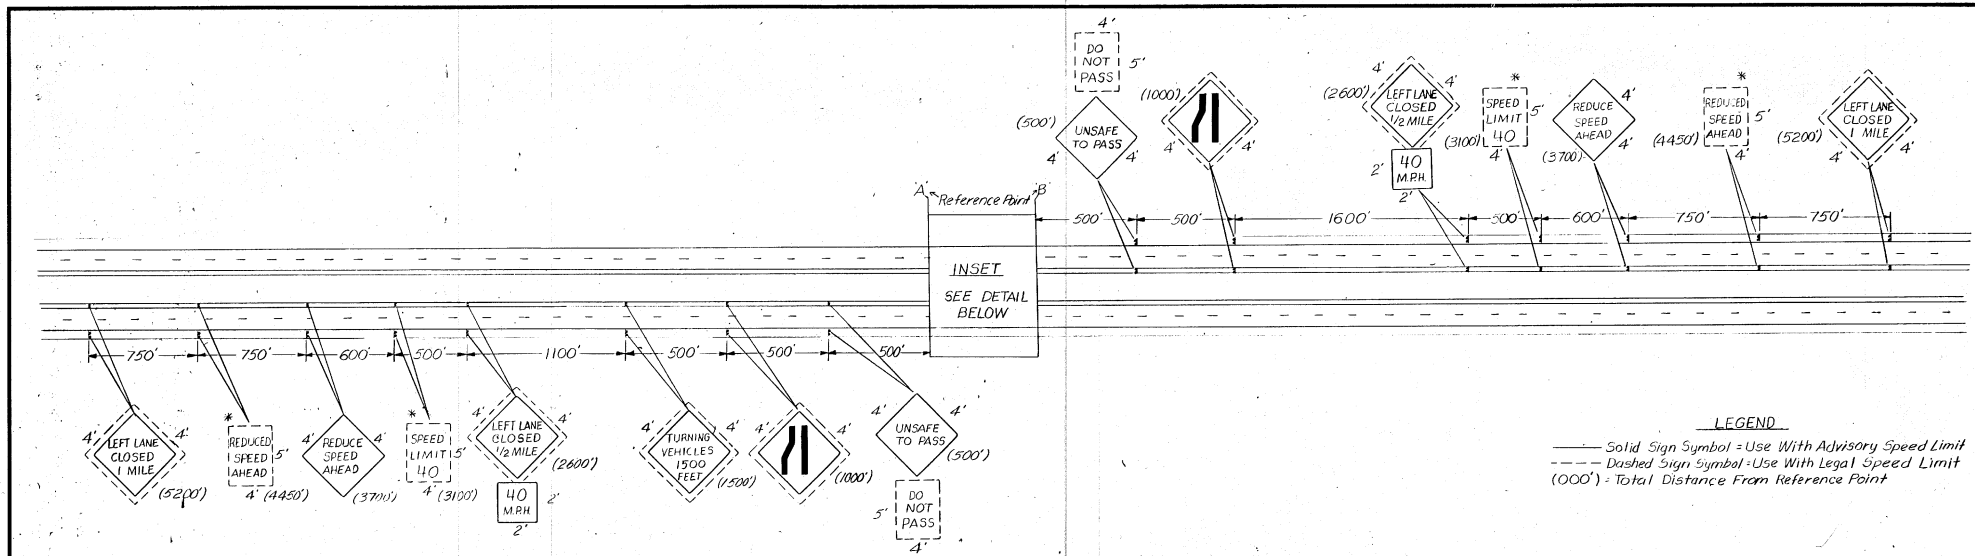 4'
DO
NOT
PASS
5'
(500')
UNSAFE
TO PASS
4'
4'
(1000')
4'
4'
(2600')
4'
4'
LEFT LANE
CLOSED
1/2 MILE
2'
40
M.P.H.
2'
*
SPEED
LIMIT
40
5'
(3100')
4'
REDUCE
SPEED
AHEAD
4'
4'
(3700')
*
REDUCED
SPEED
AHEAD
5'
(4450')
4'
(5200')
LEFT LANE
CLOSED
1 MILE
4'
4'
'A' Reference Point 'B'
500' 500' 1600' 500' 600' 750' 750'
INSET
SEE DETAIL
BELOW
750' 750' 600' 500' 1100' 500' 500' 500'
4'
4'
LEFT LANE
CLOSED
1 MILE
(5200')
*
REDUCED
SPEED
AHEAD
5'
4' (4450')
4'
4'
REDUCE
SPEED
AHEAD
(3700')
*
SPEED
LIMIT
40
5'
4' (3100')
4'
4'
LEFT LANE
CLOSED
1/2 MILE
(2600')
40
M.P.H.
2'
2'
4'
4'
TURNING
VEHICLES
1500
FEET
(1500')
4'
4'
(1000')
4'
4'
UNSAFE
TO PASS
(500')
5'
DO
NOT
PASS
4'
LEGEND
Solid Sign Symbol = Use With Advisory Speed Limit
Dashed Sign Symbol = Use With Legal Speed Limit
(000') = Total Distance From Reference Point